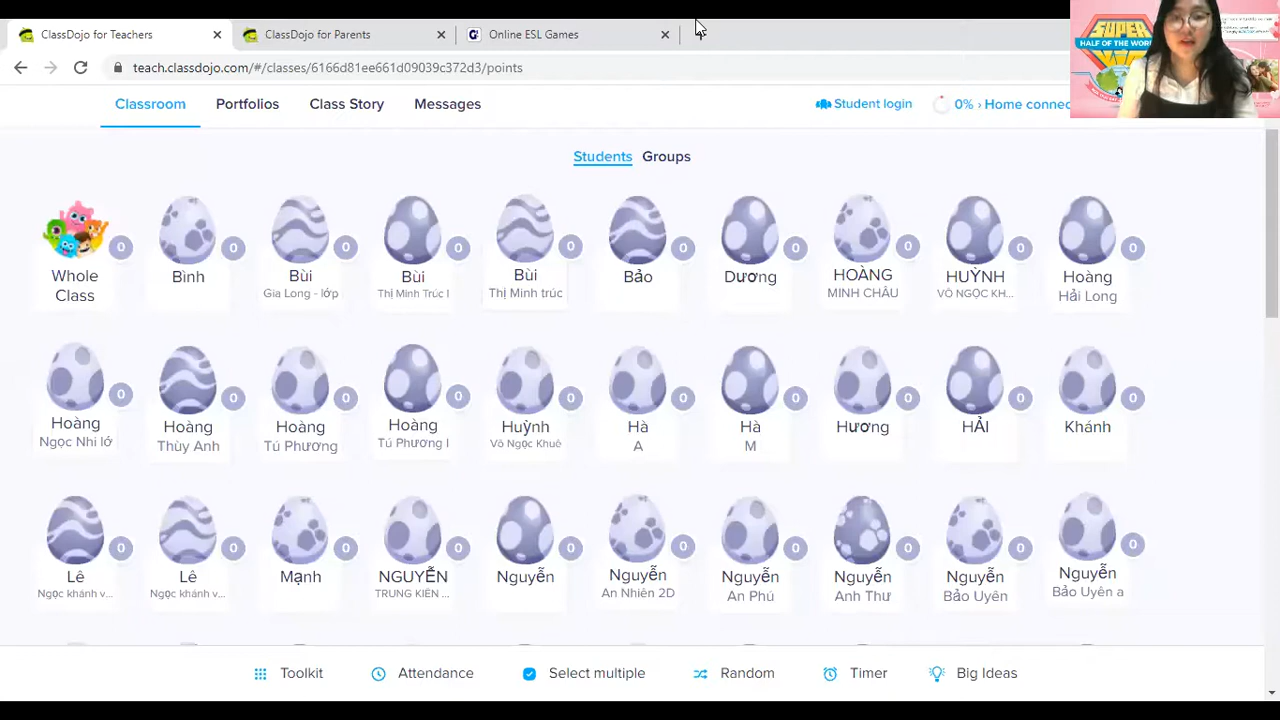 ClassDojo for Teachers
ClassDojo for Parents
teach.classdojo.com/#/classes/6166d81ee661
/points
Classroom Portfolios Class Story Messages
Student login 0% › Home connec
SUPER
HALF OF THE WORL
Students Groups
0 0 0 0 0 0 0 0 0 0
Whole Class
Bình
Bùi
Gia Long - lớp
Bùi
Thị Minh Trúc l
Bùi
Thị Minh trúc
Bảo
Dương
HOÀNG
MINH CHÂU
HUỲNH
VÕ NGỌC KH...
Hoàng
Hải Long
0 0 0 0 0 0 0 0 0 0
Hoàng
Ngọc Nhi lớ
Hoàng
Thùy Anh
Hoàng
Tú Phương
Hoàng
Tú Phương l
Huỳnh
Võ Ngọc Khuê
Hà
A
Hà
M
Hương
HẢI
Khánh
0 0 0 0 0 0 0 0 0 0
Lê
Ngọc khánh v...
Lê
Ngọc khánh v...
Mạnh
NGUYỄN
TRUNG KIÊN ...
Nguyễn
Nguyễn
An Nhiên 2D
Nguyễn
An Phú
Nguyễn
Anh Thư
Nguyễn
Bảo Uyên
Nguyễn
Bảo Uyên a
Toolkit Attendance Select multiple Random Timer Big Ideas